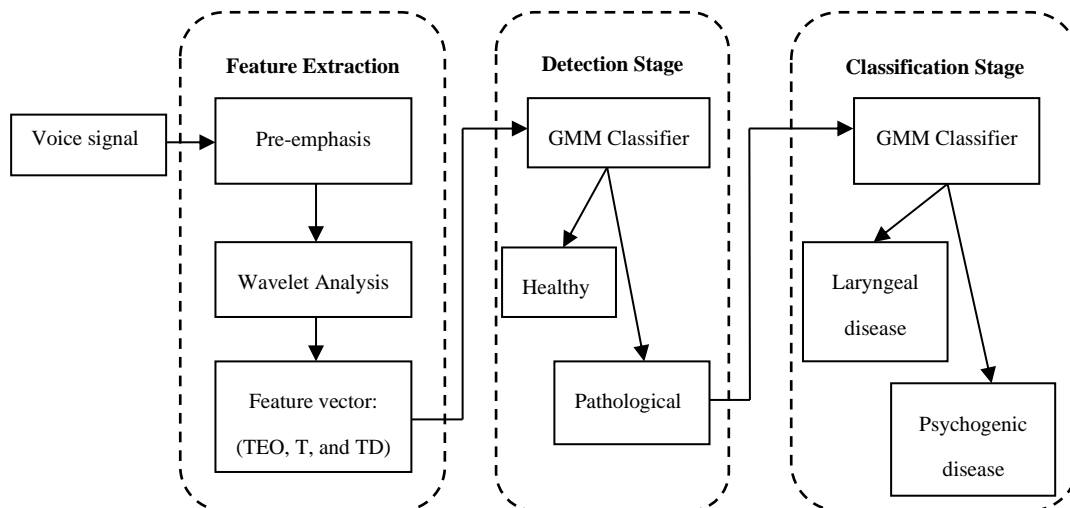 Feature Extraction
Detection Stage
Classification Stage
Voice signal
Pre-emphasis
Wavelet Analysis
Feature vector:
(TEO, T, and TD)
GMM Classifier
Healthy
Pathological
GMM Classifier
Laryngeal
disease
Psychogenic
disease